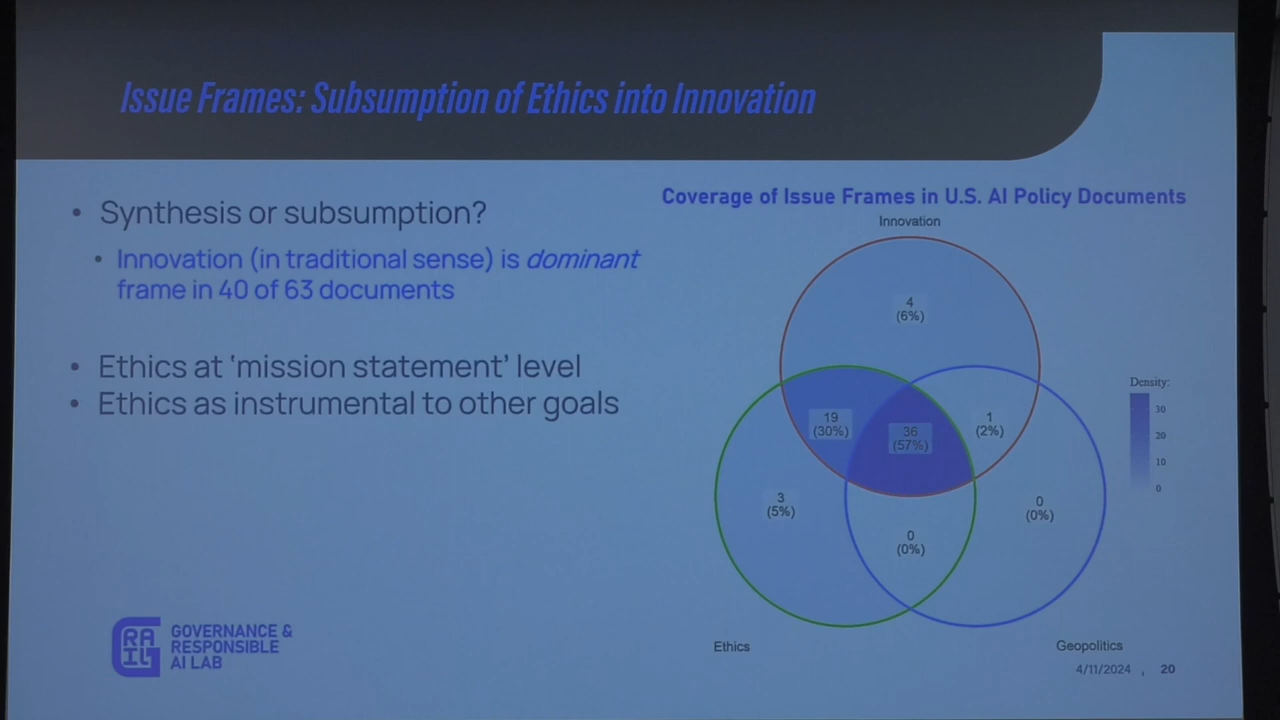 Issue Frames: Subsumption of Ethics into Innovation
• Synthesis or subsumption?
• Innovation (in traditional sense) is dominant
frame in 40 of 63 documents
• Ethics at ‘mission statement’ level
• Ethics as instrumental to other goals
Coverage of Issue Frames in U.S. AI Policy Documents
Innovation
4
(6%)
19
(30%)
36
(57%)
1
(2%)
3
(5%)
0
(0%)
0
(0%)
Ethics
Geopolitics
Density:
30
20
10
0
RA
IL
GOVERNANCE &
RESPONSIBLE
AI LAB
4/11/2024 , 20